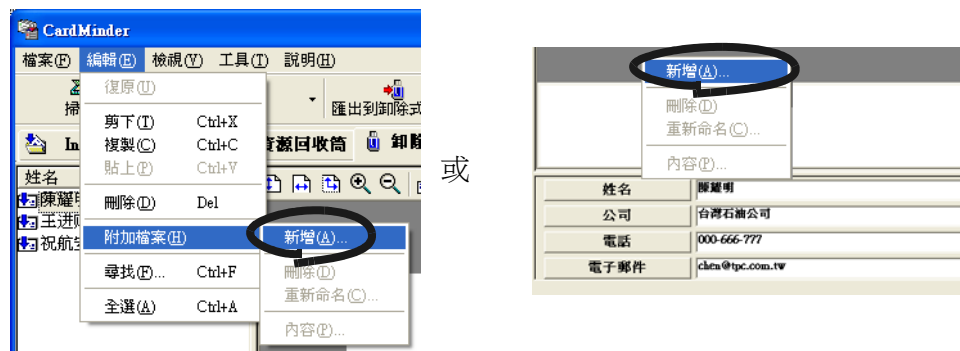 CardMinder
檔案(F) 編輯(E) 檢視(V) 工具(T) 說明(H)
復原(U)
掃
匯出到卸除式
剪下(T) Ctrl+X
In
複製(C) Ctrl+C
資源回收筒 卸除
貼上(P) Ctrl+V
姓名
陳耀明
刪除(D) Del
王进
祝航
附加檔案(H)
新增(A)...
尋找(F)... Ctrl+F
刪除(D)
重新命名(C)...
全選(A) Ctrl+A
內容(P)...
或
新增(A)...
刪除(D)
重新命名(C)...
內容(P)...
姓名 陳耀明
公司 台灣石油公司
電話 000-666-777
電子郵件 chen@tpc.com.tw